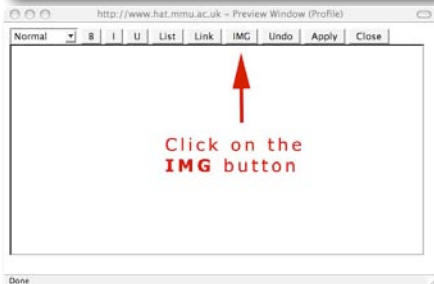 http://www.hat.mmu.ac.uk – Preview Window (Profile)
Normal B I U List Link IMG Undo Apply Close
Click on the
IMG button
Done